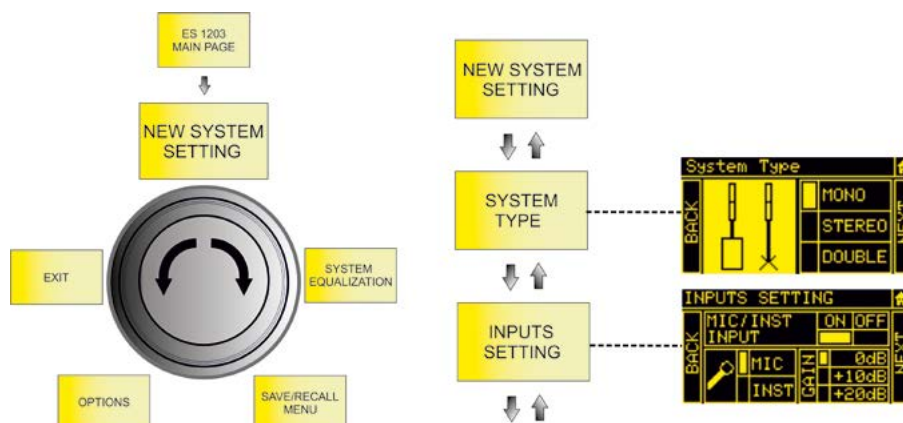 ES 1203
MAIN PAGE
NEW SYSTEM
SETTING
EXIT
SYSTEM
EQUALIZATION
OPTIONS
SAVE/RECALL
MENU
NEW SYSTEM
SETTING
SYSTEM
TYPE
INPUTS
SETTING
System Type
BACK
MONO
STEREO
DOUBLE
NEXT
INPUTS SETTING
BACK
MIC/INST
INPUT
ON OFF
MIC
INST
GAIN
0dB
+10dB
+20dB
NEXT